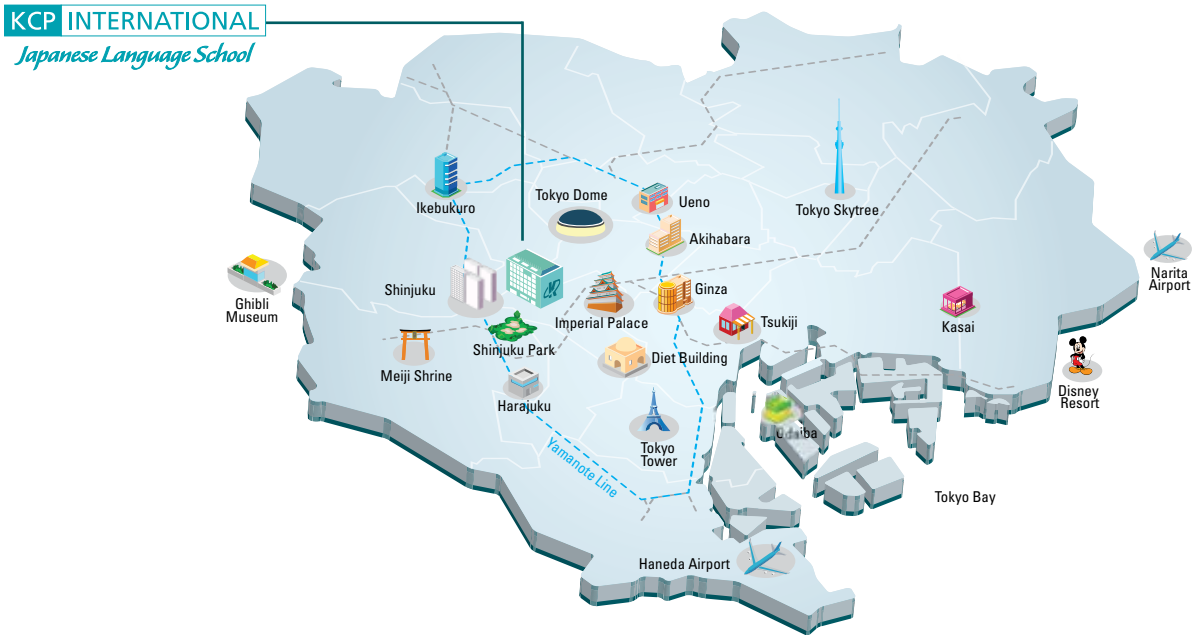 KCP INTERNATIONAL
Japanese Language School
Tokyo Dome
Ueno
Ikebukuro
Tokyo Skytree
Akihabara
Narita
Airport
Shinjuku
Ginza
Ghibli
Museum
Imperial Palace
Tsukiji
Kasai
Shinjuku Park
Diet Building
Meiji Shrine
Disney
Resort
Harajuku
Tokyo
Tower
Yamanote Line
Tokyo Bay
Haneda Airport